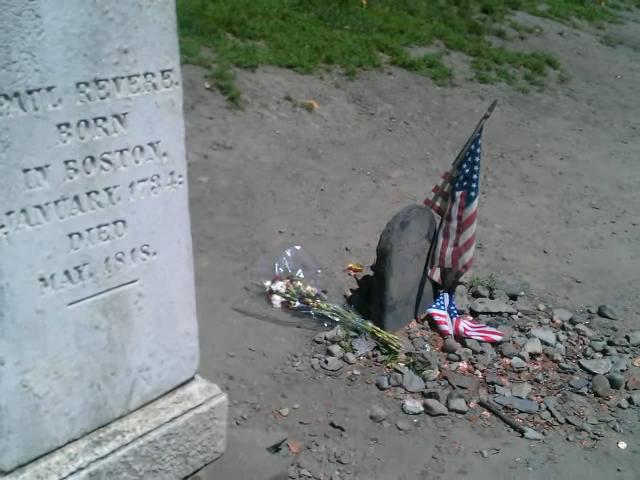 PAUL REVERE.
BORN
IN BOSTON,
JANUARY 1734:
DIED
MAY. 1818.